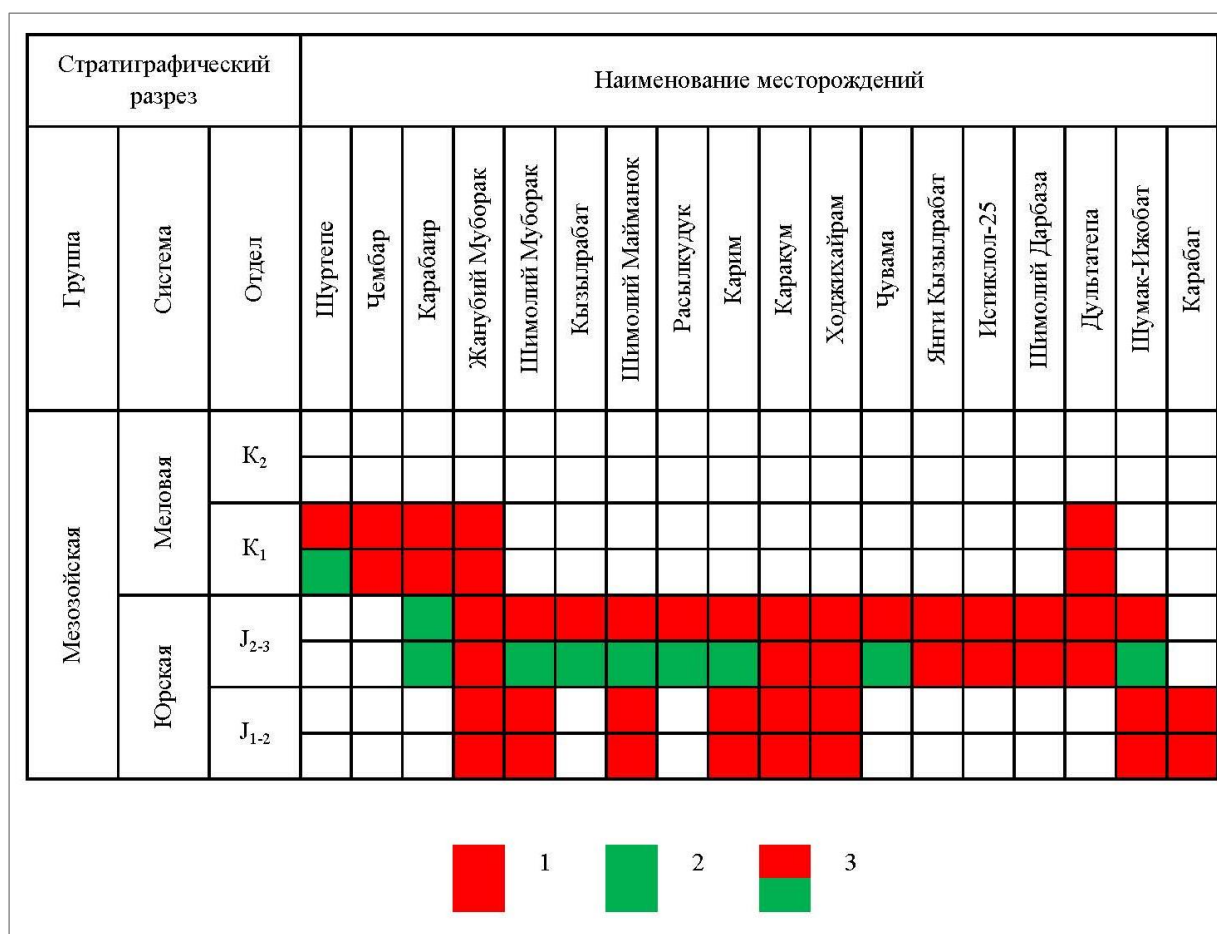 Стратиграфический
разрез
Наименование месторождений
Группа
Система
Отдел
Шуртепе
Чембар
Карабаир
Жанубий Муборак
Шимолий Муборак
Кызылрабат
Шимолий Майманок
Расылкудук
Карим
Каракум
Ходжихайрам
Чувама
Янги Кызылрабат
Истиклол-25
Шимолий Дарбаза
Дультатепа
Шумак-Ижобат
Карабаг
Мезозойская
Меловая
K₂
K₁
Юрская
J₂₋₃
J₁₋₂
1
2
3